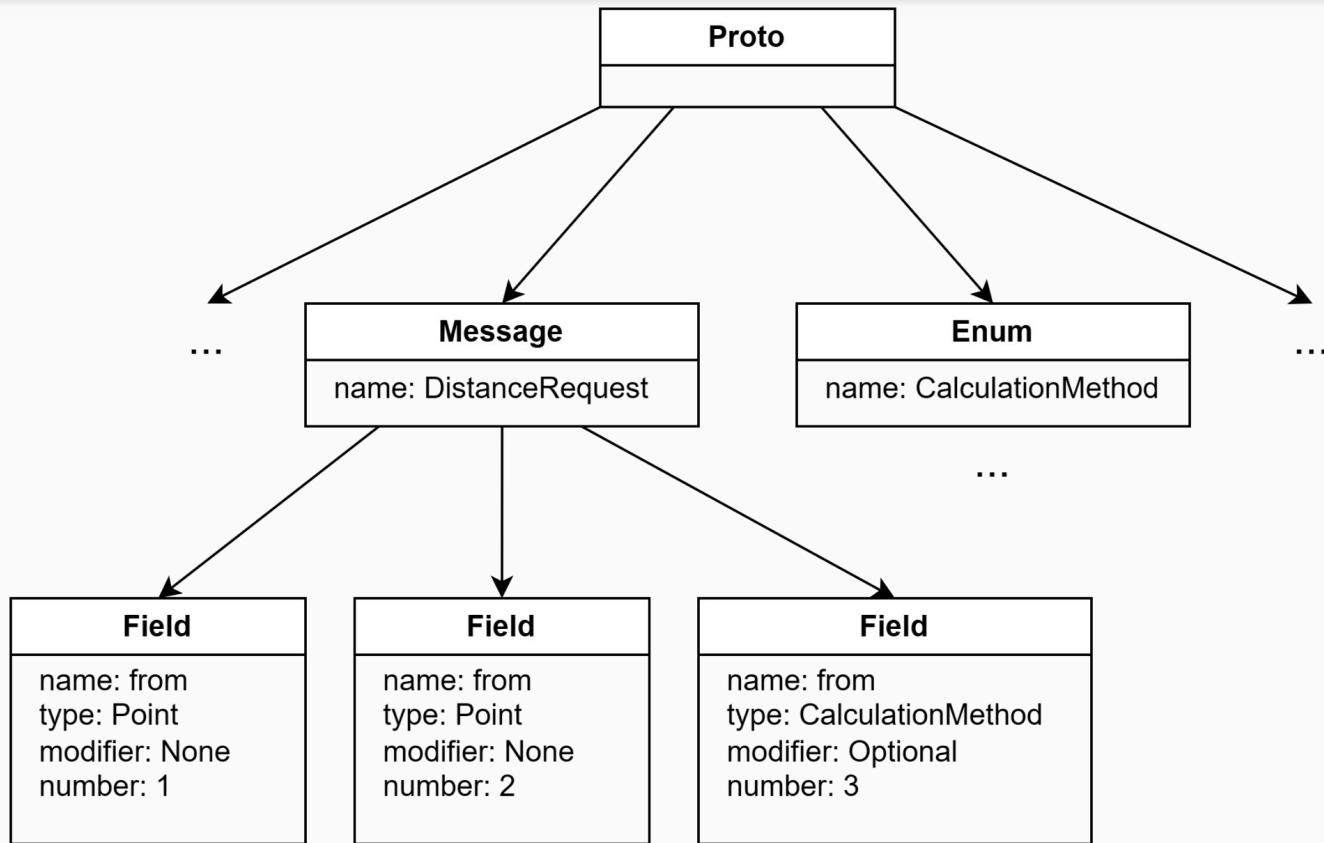 Proto
...
Message
name: DistanceRequest
Enum
name: CalculationMethod
...
...
Field
name: from
type: Point
modifier: None
number: 1
Field
name: from
type: Point
modifier: None
number: 2
Field
name: from
type: CalculationMethod
modifier: Optional
number: 3